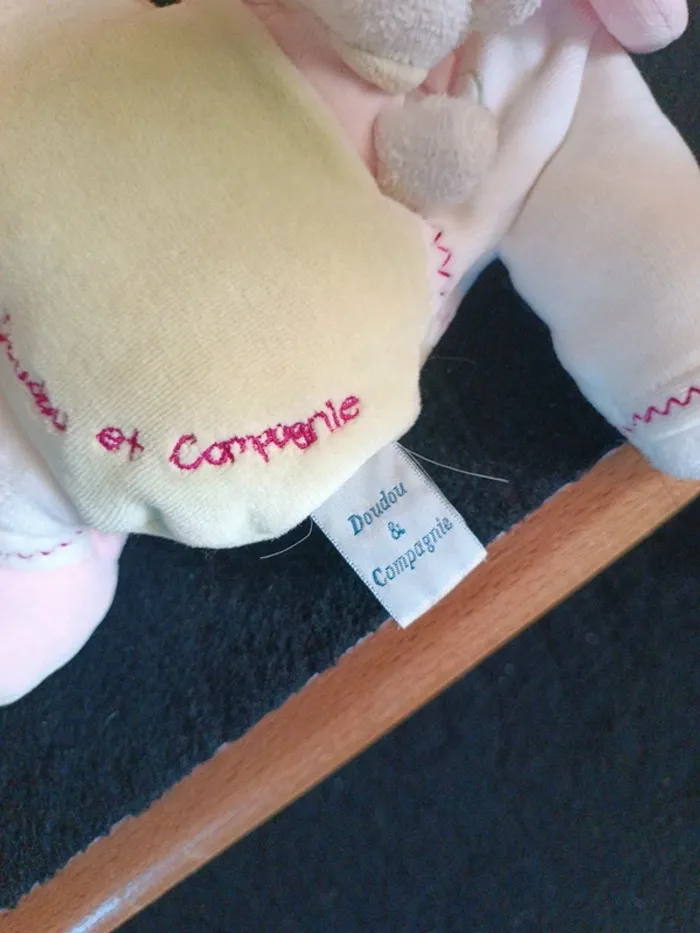 et Compagnie
Doudou
&
Compagnie